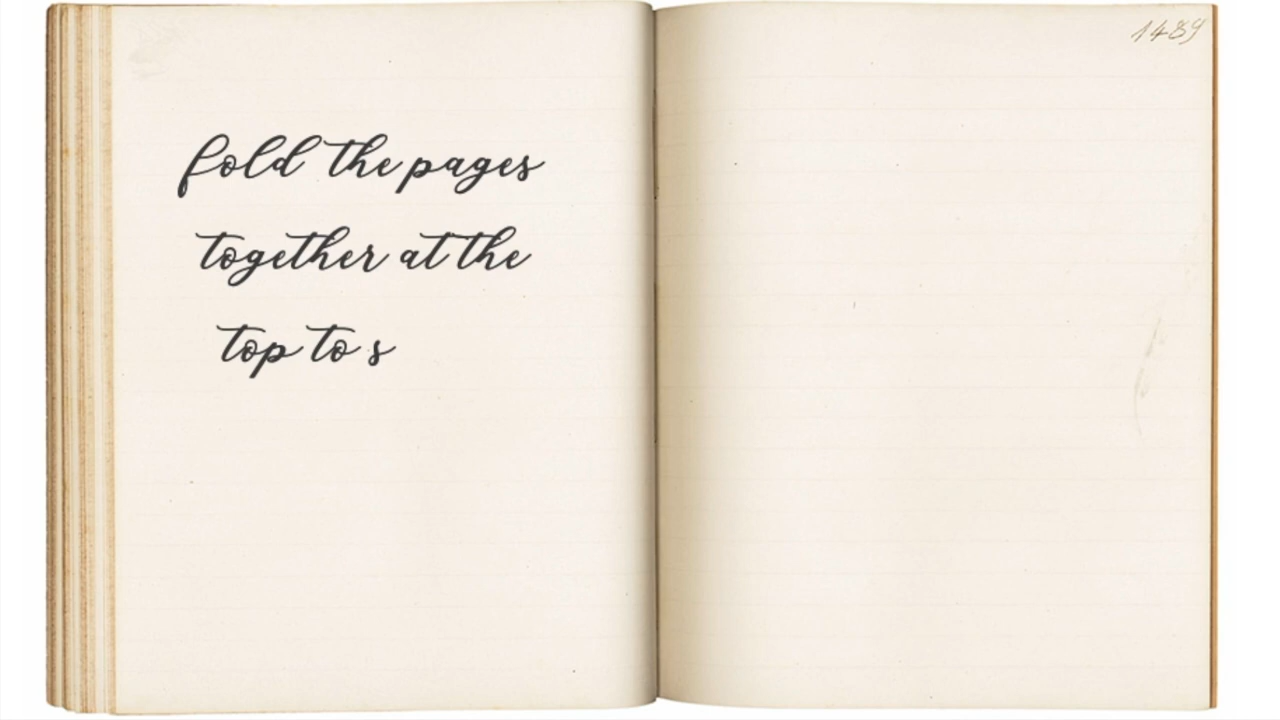 1489
fold the pages
together at the
top to s